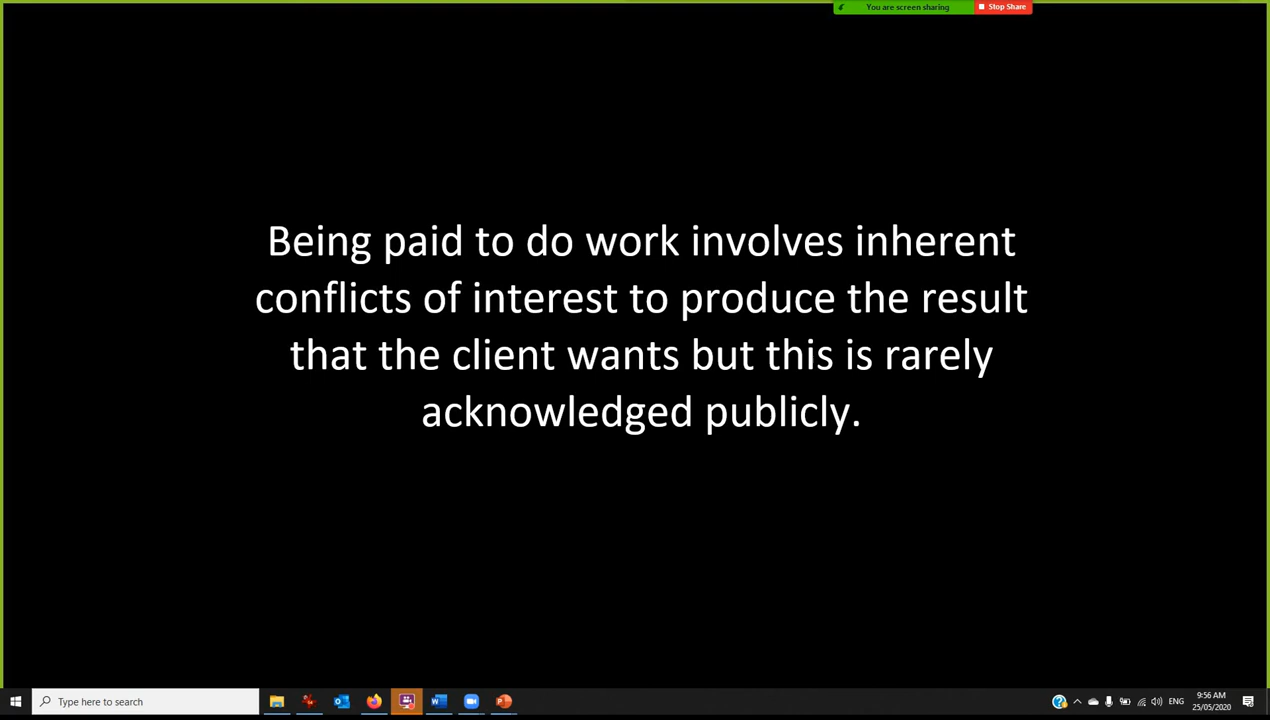 You are screen sharing Stop Share
Being paid to do work involves inherent
conflicts of interest to produce the result
that the client wants but this is rarely
acknowledged publicly.
Type here to search
ENG
9:56 AM
25/05/2020